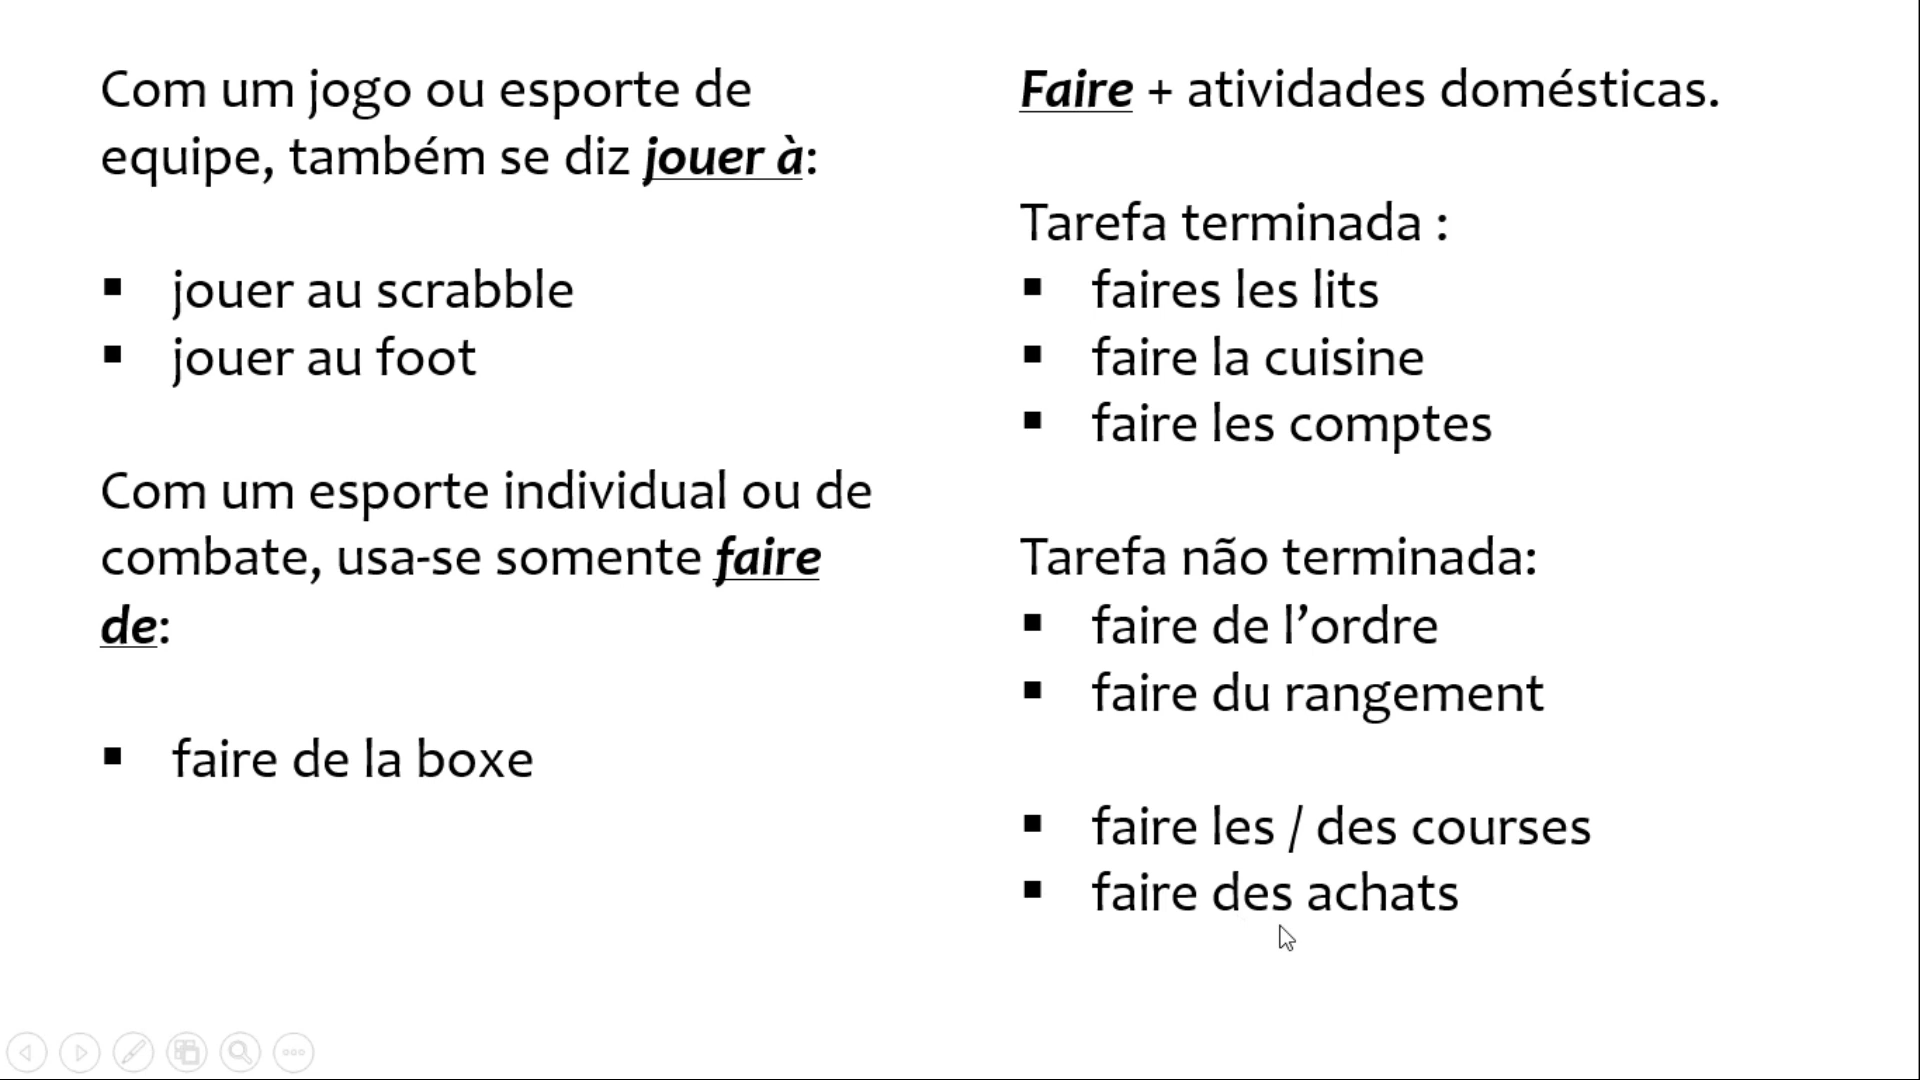 Com um jogo ou esporte de
equipe, também se diz jouer à:
▪ jouer au scrabble
▪ jouer au foot
Com um esporte individual ou de
combate, usa-se somente faire
de:
▪ faire de la boxe
Faire + atividades domésticas.
Tarefa terminada :
▪ faires les lits
▪ faire la cuisine
▪ faire les comptes
Tarefa não terminada:
▪ faire de l’ordre
▪ faire du rangement
▪ faire les / des courses
▪ faire des achats